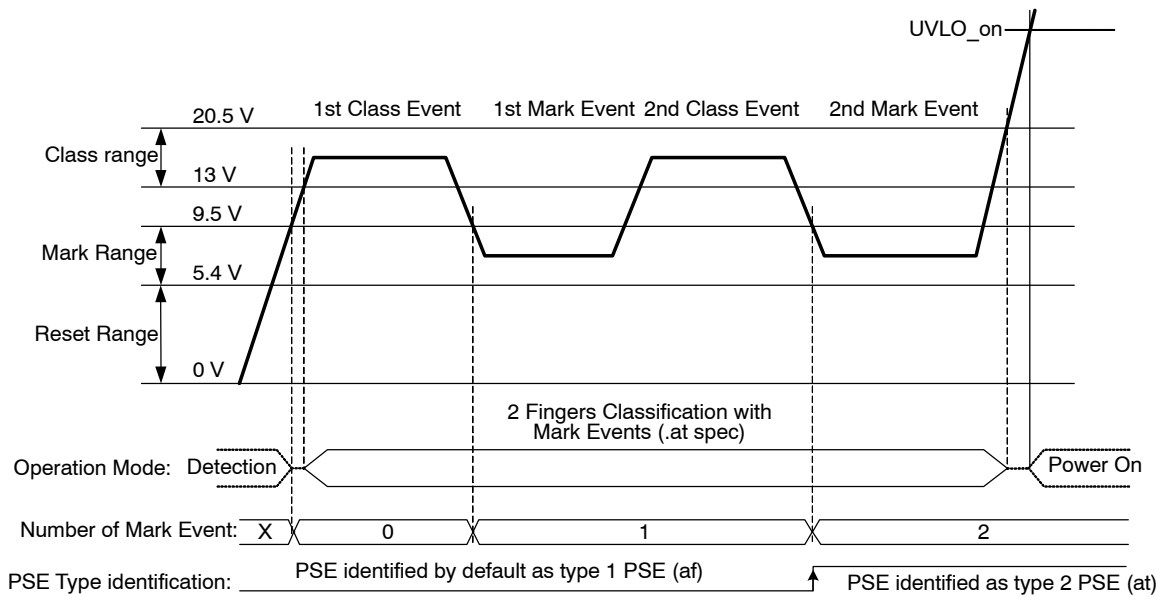 UVLO_on
20.5 V
1st Class Event
1st Mark Event
2nd Class Event
2nd Mark Event
Class range
13 V
9.5 V
Mark Range
5.4 V
Reset Range
0 V
2 Fingers Classification with
Mark Events (.at spec)
Operation Mode:
Detection
Power On
Number of Mark Event:
X
0
1
2
PSE Type identification:
PSE identified by default as type 1 PSE (af)
PSE identified as type 2 PSE (at)